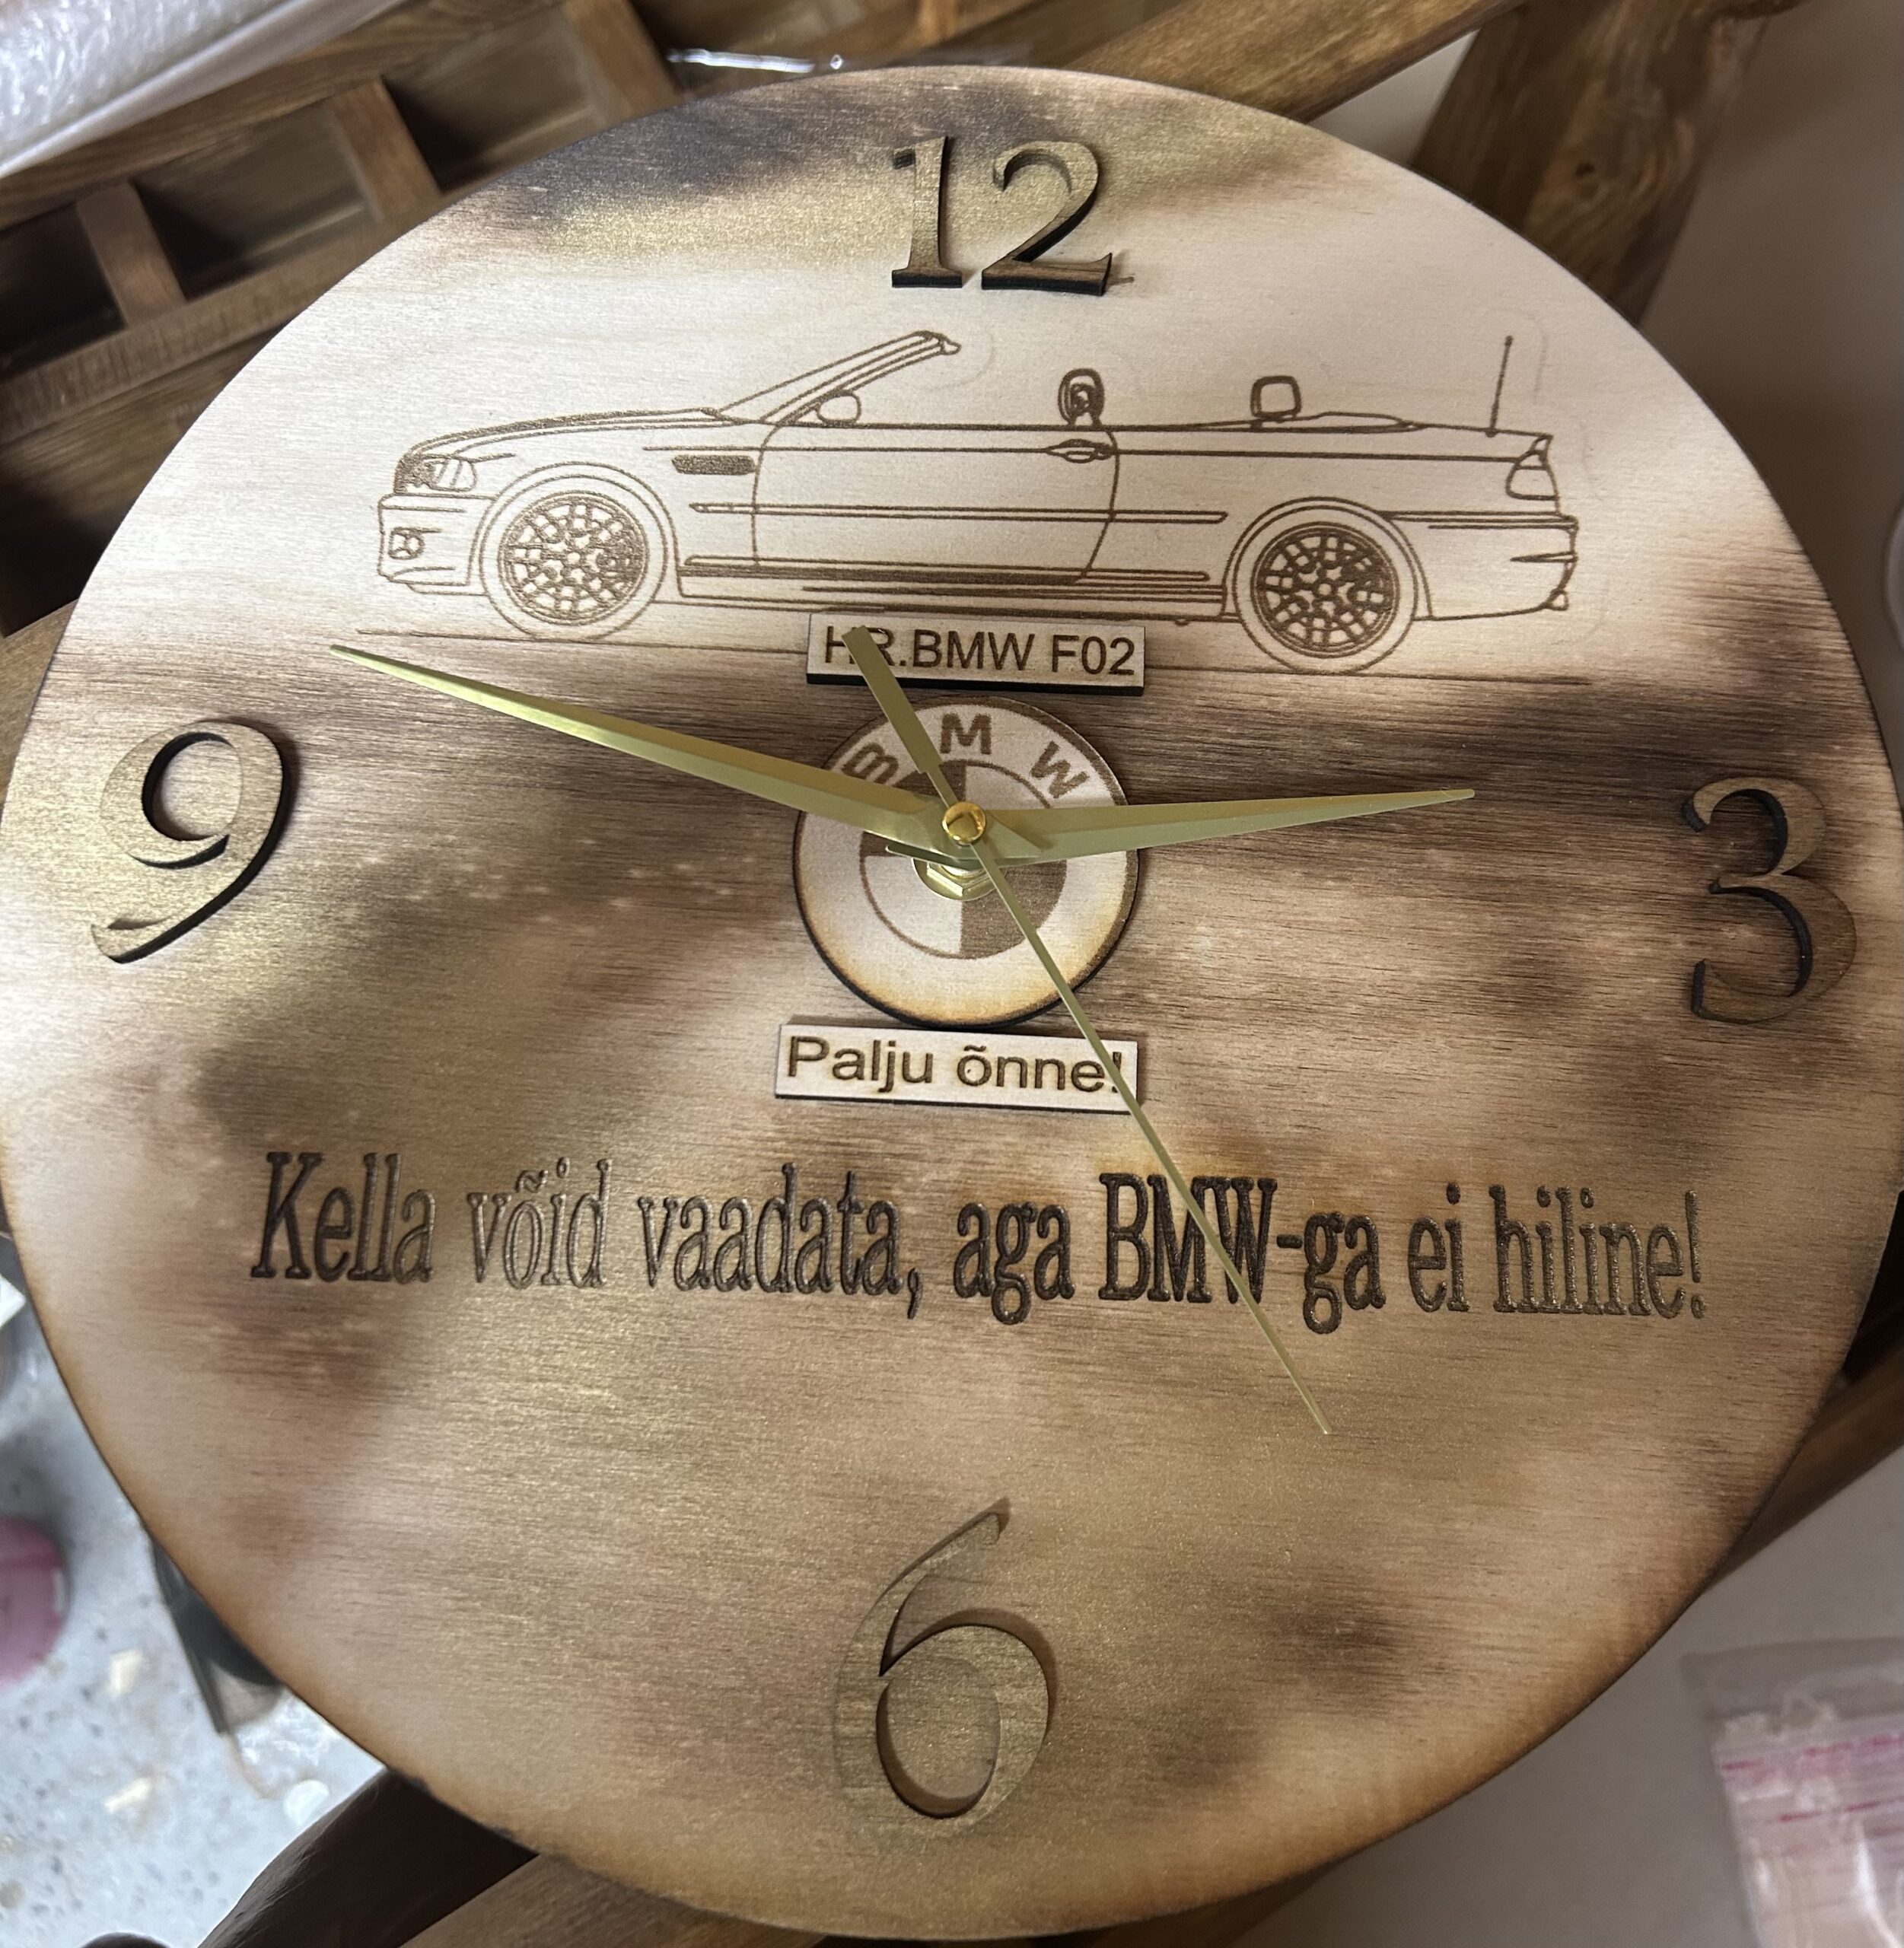 12
HR.BMW F02
BMW
9
3
Palju õnne!
Kella võid vaadata, aga BMW-ga ei hiline!
6